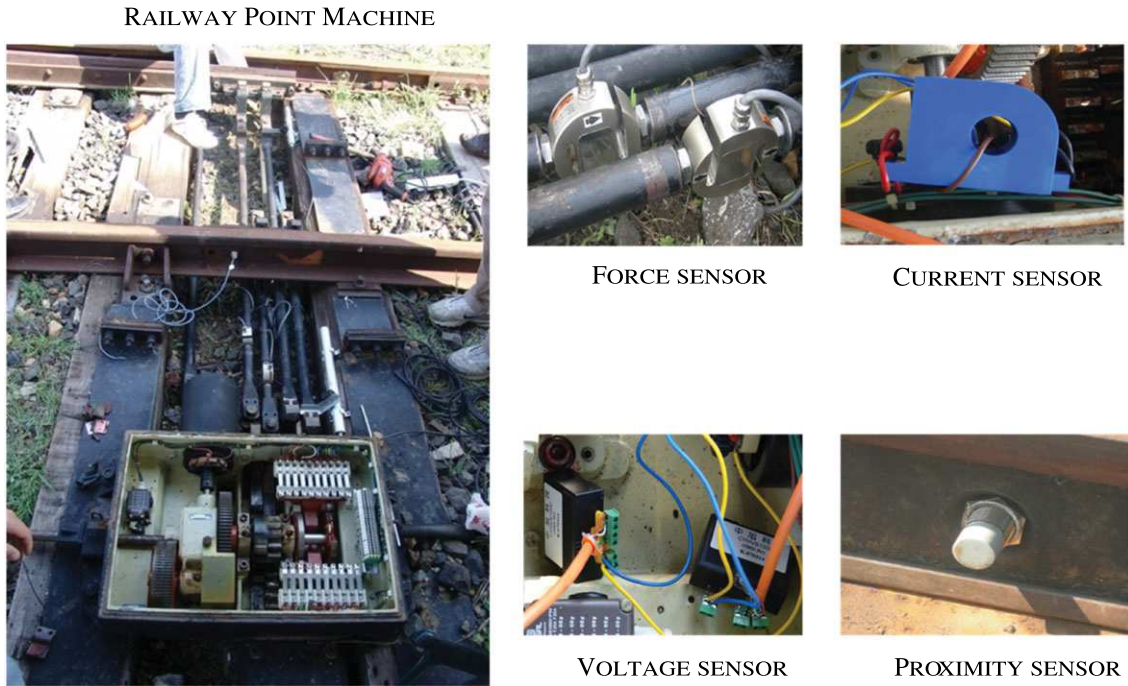 RAILWAY POINT MACHINE
FORCE SENSOR
CURRENT SENSOR
VOLTAGE SENSOR
PROXIMITY SENSOR